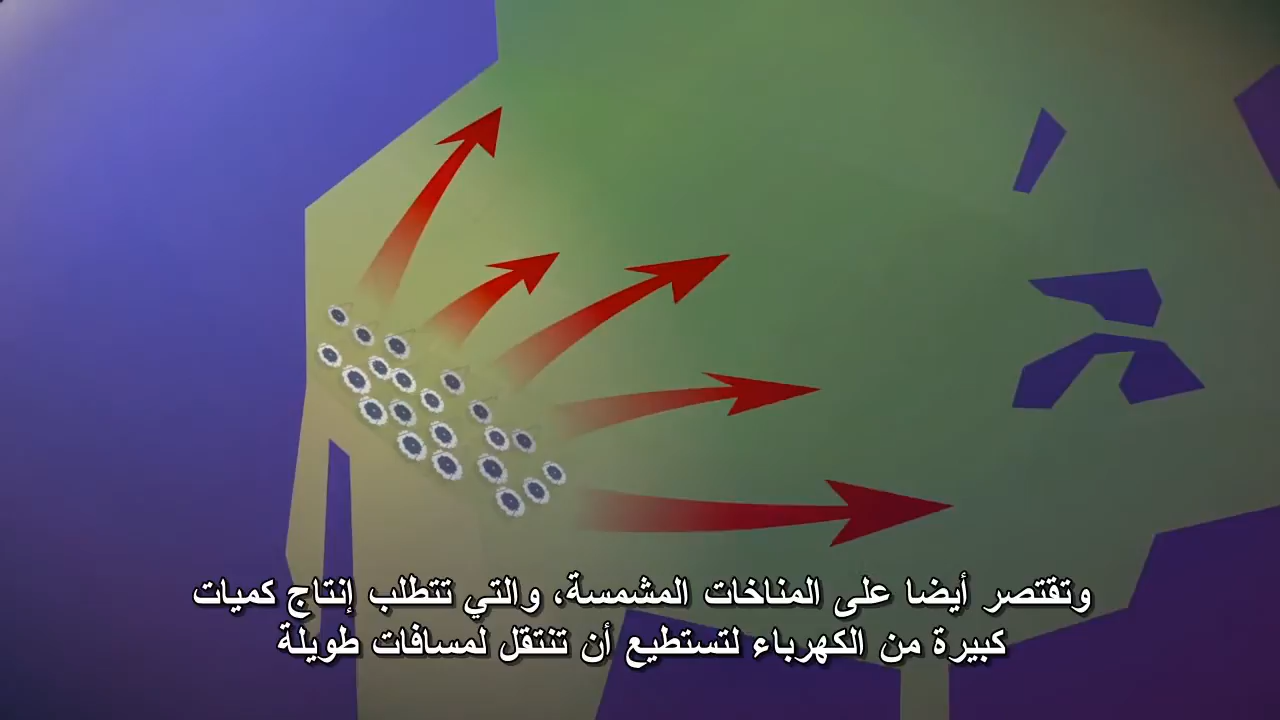 وتقتصر أيضا على المناخات المشمسة، والتي تتطلب إنتاج كميات
كبيرة من الكهرباء لتستطيع أن تنتقل لمسافات طويلة